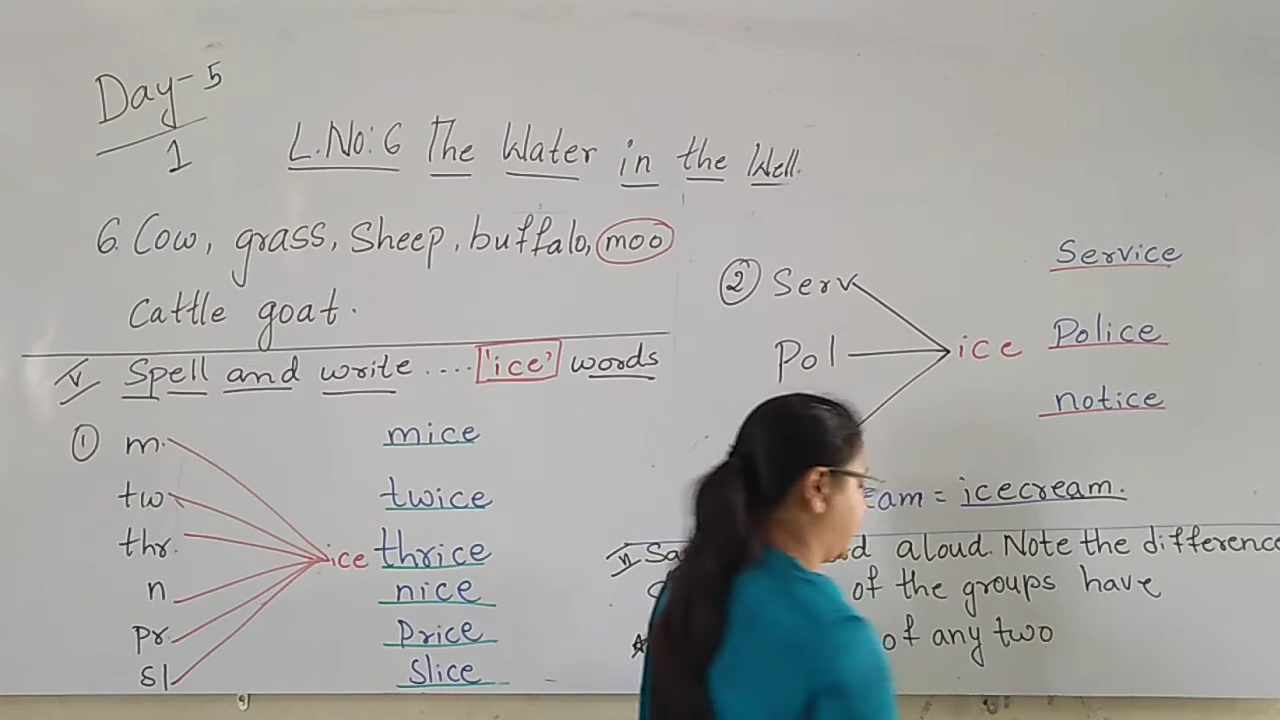 Day-5
1
L.No:6 The Water in the Well.
6. Cow, grass, sheep, buffalo, moo
Cattle goat.
V Spell and write .... 'ice' words
① m
tw
thr.
n
pr.
sl
ice
mice
twice
thrice
nice
price
slice
② Serv
Pol
ice
Service
Police
notice
eam = icecream.
aloud. Note the difference
of the groups have
of any two